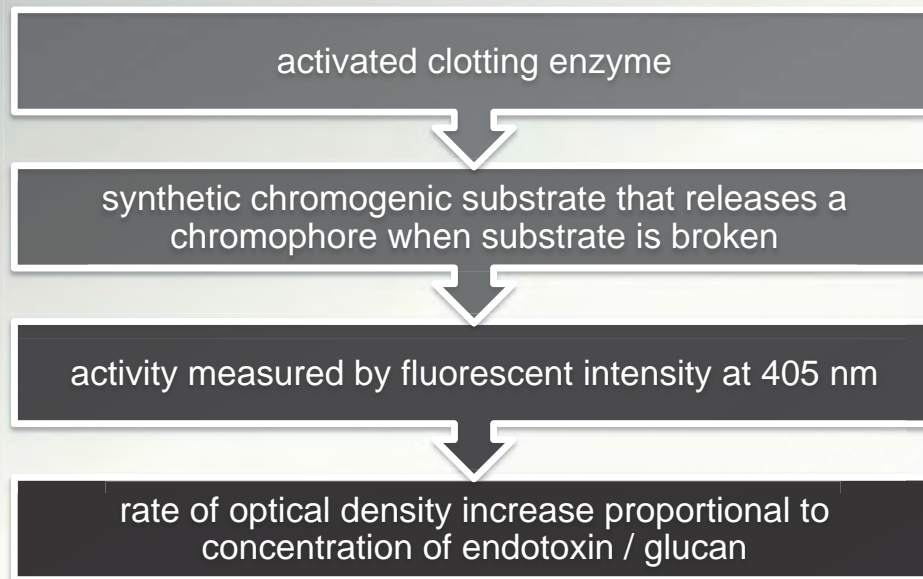 activated clotting enzyme
synthetic chromogenic substrate that releases a
chromophore when substrate is broken
activity measured by fluorescent intensity at 405 nm
rate of optical density increase proportional to
concentration of endotoxin / glucan